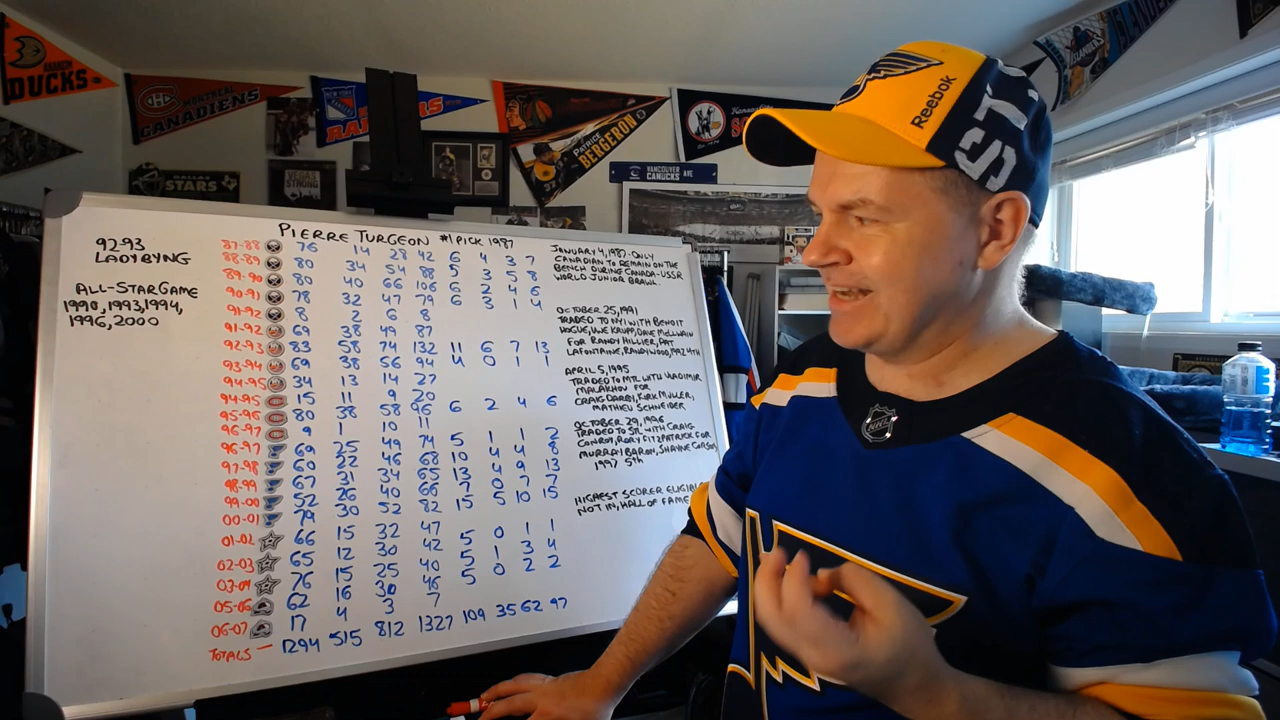 ANAHEIM
DUCKS
MONTREAL
CANADIENS
NEW YORK
RANGERS
PATRICE
BERGERON
VANCOUVER
CANUCKS AVE
ISLANDERS
ISLANDERS
STARS
VEGAS
STRONG
Reebok
ST
NHL
PIERRE TURGEON #1 PICK 1987
92-93
LADY BYNG
ALL-STAR GAME
1990, 1993, 1994,
1996, 2000
87-88 76 14 28 42 6 4 3 7
88-89 80 34 54 88 5 3 5 8
89-90 80 40 66 106 6 2 4 6
90-91 78 32 47 79 6 3 1 4
91-92 8 2 6 8
91-92 69 38 49 87
92-93 83 58 74 132 11 6 7 13
93-94 69 38 56 94 4 0 1 1
94-95 34 13 14 27
94-95 15 11 9 20
95-96 80 38 58 96 6 2 4 6
96-97 9 1 10 11
96-97 69 25 49 74 5 1 1 2
97-98 60 22 46 68 10 4 4 8
98-99 67 31 34 65 13 4 9 13
99-00 52 26 40 66 7 0 7 7
00-01 79 30 52 82 15 5 10 15
01-02 66 15 32 47 5 0 1 1
02-03 65 12 30 42 5 1 3 4
03-04 76 15 25 40 5 0 2 2
05-06 62 16 30 46
06-07 17 4 3 7
TOTALS — 1294 515 812 1327 109 35 62 97
JANUARY 4, 1987-ONLY
CANADIAN TO REMAIN ON THE
BENCH DURING CANADA-USSR
WORLD JUNIOR BRAWL.
OCTOBER 25, 1991
TRADED TO NYI WITH BENOIT
HOGUE, UWE KRUPP, DAVE McLLWAIN
FOR RANDY HILLIER, PAT
LAFONTAINE, RANDY WOOD, 1992 4TH
APRIL 5, 1995
TRADED TO MTL WITH VLADIMIR
MALAKHOV FOR
CRAIG DARBY, KIRK MULLER,
MATHIEU SCHNEIDER
OCTOBER 29, 1996
TRADED TO STL WITH CRAIG
CONROY, RORY FITZPATRICK FOR
MURRAY BARON, SHAYNE CORSON
1997 5TH
HIGHEST SCORER ELIGIBLE
NOT IN, HALL OF FAME